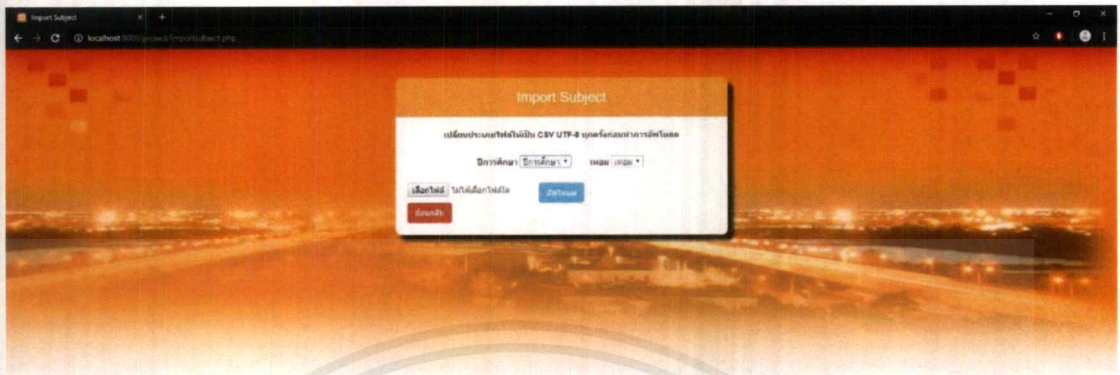 Import Subject
localhost:8080/project/importsubject.php
Import Subject
เปลี่ยนประเภทไฟล์ให้เป็น CSV UTF-8 ทุกครั้งก่อนทำการอัพโหลด
ปีการศึกษา ปีการศึกษา เทอม เทอม
เลือกไฟล์ ไม่ได้เลือกไฟล์ใด อัพโหลด
ย้อนกลับ